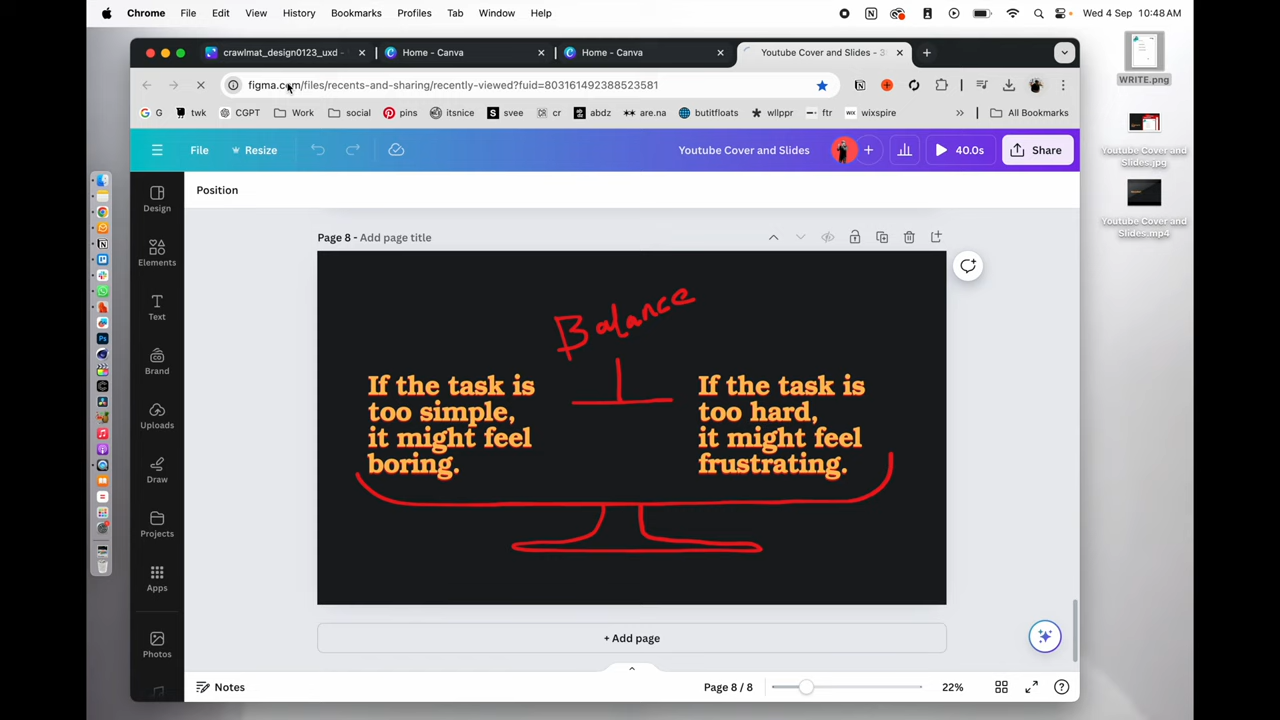 Chrome File Edit View History Bookmarks Profiles Tab Window Help
Wed 4 Sep 10:48 AM
crawlmat_design0123_uxd -
Home - Canva
Home - Canva
Youtube Cover and Slides – 3
figma.com/files/recents-and-sharing/recently-viewed?fuid=803161492388523581
G twk CGPT Work social pins itsnice svee cr abdz are.na butitfloats wllpr ftr wixspire » All Bookmarks
File Resize
Youtube Cover and Slides
40.0s
Share
Design
Elements
Text
Brand
Uploads
Draw
Projects
Apps
Photos
Position
Page 8 - Add page title
Balance
If the task is
too simple,
it might feel
boring.
If the task is
too hard,
it might feel
frustrating.
+ Add page
Notes
Page 8 / 8
22%
WRITE.png
Youtube Cover and
Slides.jpg
Youtube Cover and
Slides.mp4